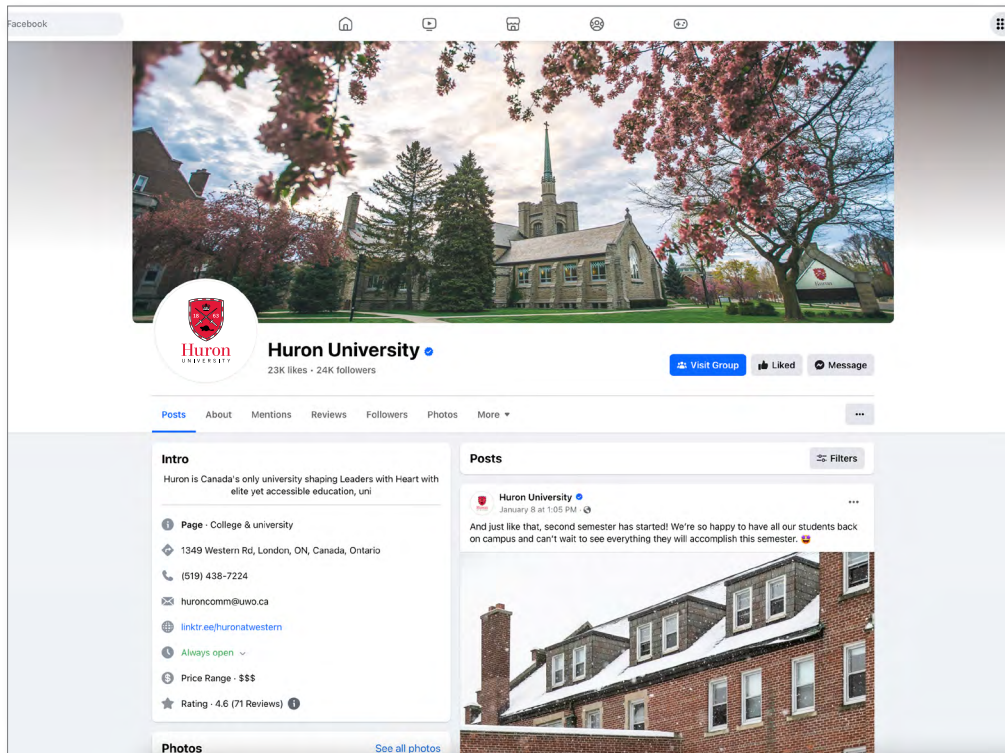 Facebook
18 63
Huron
UNIVERSITY
Huron University
23K likes · 24K followers
Visit Group
Liked
Message
Posts
About
Mentions
Reviews
Followers
Photos
More
Intro
Huron is Canada's only university shaping Leaders with Heart with
elite yet accessible education, uni
Page · College & university
1349 Western Rd, London, ON, Canada, Ontario
(519) 438-7224
huroncomm@uwo.ca
linktr.ee/huronatwestern
Always open
Price Range · $$$
Rating · 4.6 (71 Reviews)
Photos
See all photos
Posts
Filters
Huron University
January 8 at 1:05 PM ·
And just like that, second semester has started! We're so happy to have all our students back
on campus and can't wait to see everything they will accomplish this semester. 🤩